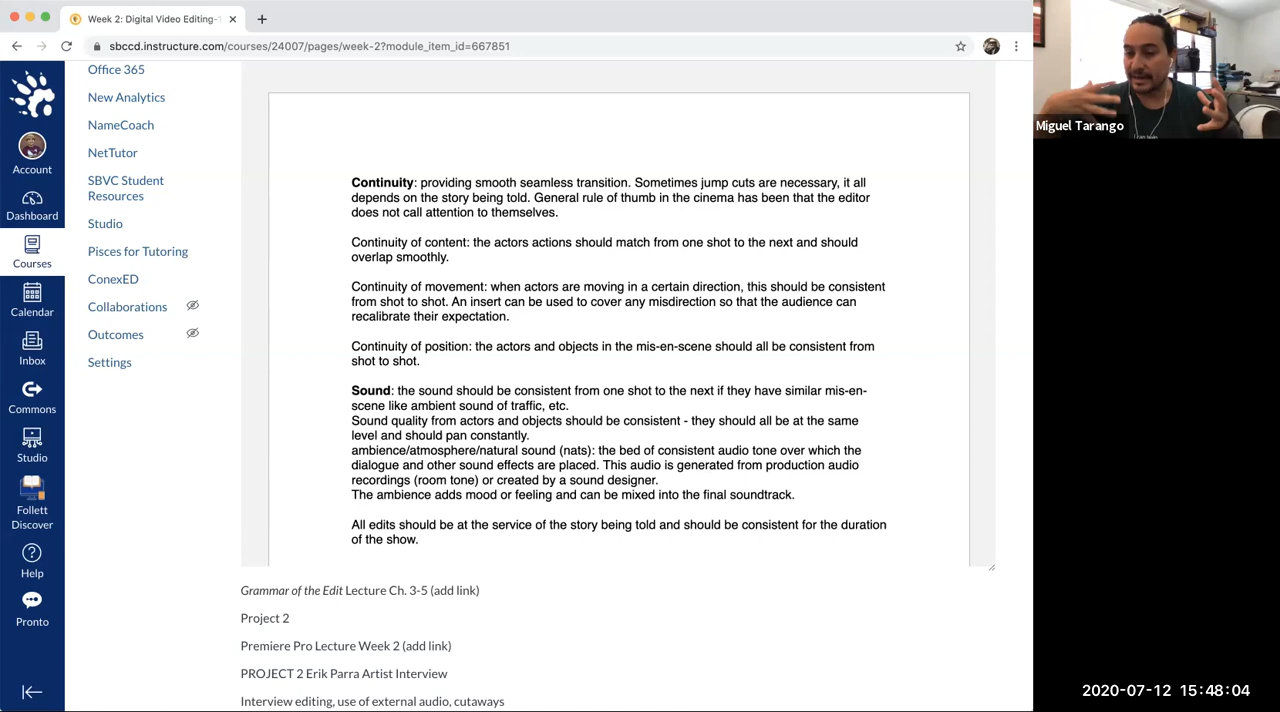 Week 2: Digital Video Editing-
sbccd.instructure.com/courses/24007/pages/week-2?module_item_id=667851
Miguel Tarango
Account
Dashboard
Courses
Calendar
Inbox
Commons
Studio
Follett
Discover
Help
Pronto
Office 365
New Analytics
NameCoach
NetTutor
SBVC Student
Resources
Studio
Pisces for Tutoring
ConexED
Collaborations
Outcomes
Settings
Continuity: providing smooth seamless transition. Sometimes jump cuts are necessary, it all
depends on the story being told. General rule of thumb in the cinema has been that the editor
does not call attention to themselves.
Continuity of content: the actors actions should match from one shot to the next and should
overlap smoothly.
Continuity of movement: when actors are moving in a certain direction, this should be consistent
from shot to shot. An insert can be used to cover any misdirection so that the audience can
recalibrate their expectation.
Continuity of position: the actors and objects in the mis-en-scene should all be consistent from
shot to shot.
Sound: the sound should be consistent from one shot to the next if they have similar mis-en-
scene like ambient sound of traffic, etc.
Sound quality from actors and objects should be consistent - they should all be at the same
level and should pan constantly.
ambience/atmosphere/natural sound (nats): the bed of consistent audio tone over which the
dialogue and other sound effects are placed. This audio is generated from production audio
recordings (room tone) or created by a sound designer.
The ambience adds mood or feeling and can be mixed into the final soundtrack.
All edits should be at the service of the story being told and should be consistent for the duration
of the show.
Grammar of the Edit Lecture Ch. 3-5 (add link)
Project 2
Premiere Pro Lecture Week 2 (add link)
PROJECT 2 Erik Parra Artist Interview
Interview editing, use of external audio, cutaways
2020-07-12 15:48:04